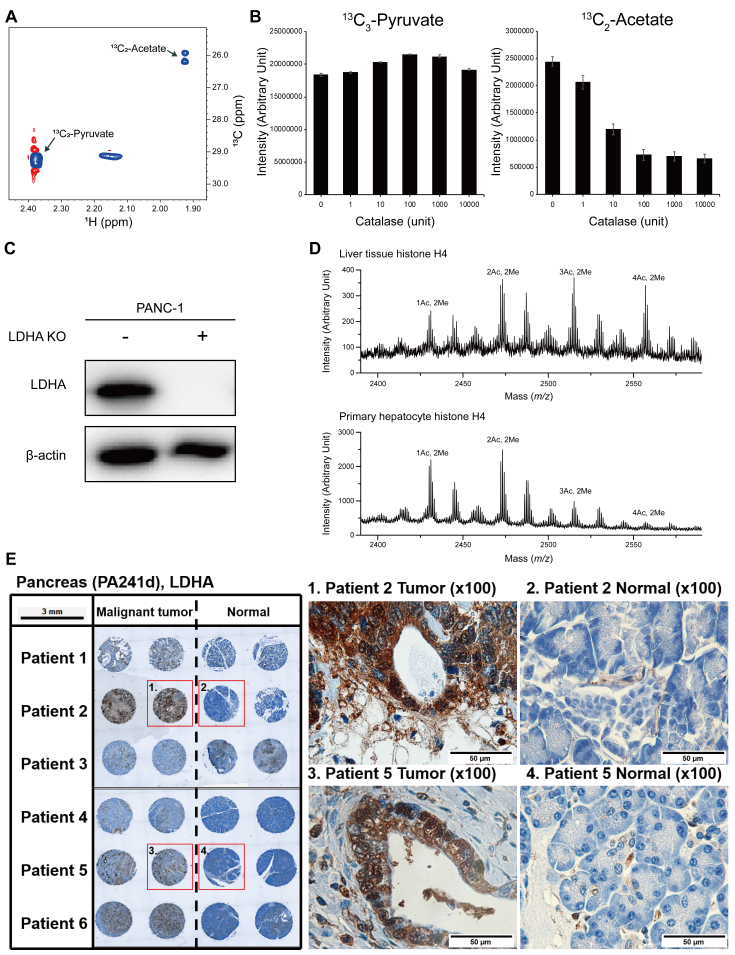 A
¹³C₂-Acetate
¹³C₃-Pyruvate
26.0
27.0
28.0
29.0
30.0
¹³C (ppm)
2.40 2.30 2.20 2.10 2.00 1.90
¹H (ppm)
B
¹³C₃-Pyruvate
Intensity (Arbitrary Unit)
25000000
20000000
15000000
10000000
5000000
0
0 1 10 100 1000 10000
Catalase (unit)
¹³C₂-Acetate
Intensity (Arbitrary Unit)
3000000
2500000
2000000
1500000
1000000
500000
0
0 1 10 100 1000 10000
Catalase (unit)
C
PANC-1
LDHA KO - +
LDHA
β-actin
D
Liver tissue histone H4
Intensity (Arbitrary Unit)
400
300
200
100
0
1Ac, 2Me
2Ac, 2Me
3Ac, 2Me
4Ac, 2Me
2400 2450 2500 2550
Mass (m/z)
Primary hepatocyte histone H4
Intensity (Arbitrary Unit)
3000
2000
1000
0
1Ac, 2Me
2Ac, 2Me
3Ac, 2Me
4Ac, 2Me
2400 2450 2500 2550
Mass (m/z)
E
Pancreas (PA241d), LDHA
3 mm
Malignant tumor
Normal
Patient 1
Patient 2
1.
2.
Patient 3
Patient 4
Patient 5
3.
4.
Patient 6
1. Patient 2 Tumor (x100)
50 µm
2. Patient 2 Normal (x100)
50 µm
3. Patient 5 Tumor (x100)
50 µm
4. Patient 5 Normal (x100)
50 µm